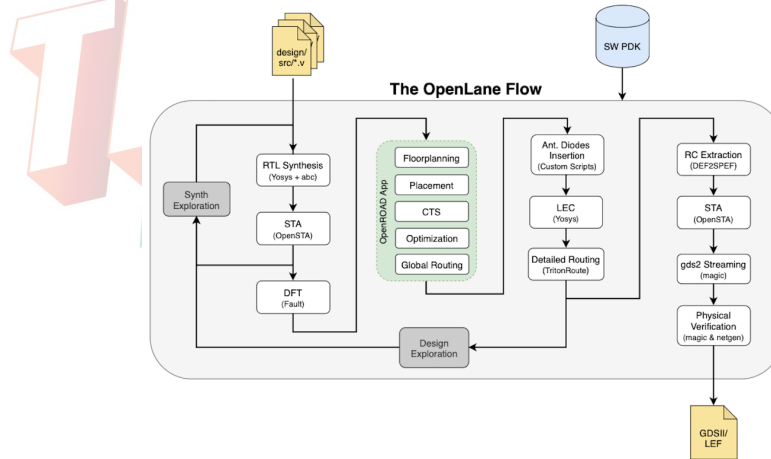 design/
src/*.v
SW PDK
The OpenLane Flow
RTL Synthesis
(Yosys + abc)
Synth
Exploration
STA
(OpenSTA)
DFT
(Fault)
OpenROAD App
Floorplanning
Placement
CTS
Optimization
Global Routing
Ant. Diodes
Insertion
(Custom Scripts)
LEC
(Yosys)
Detailed Routing
(TritonRoute)
Design
Exploration
RC Extraction
(DEF2SPEF)
STA
(OpenSTA)
gds2 Streaming
(magic)
Physical
Verification
(magic & netgen)
GDSII/
LEF